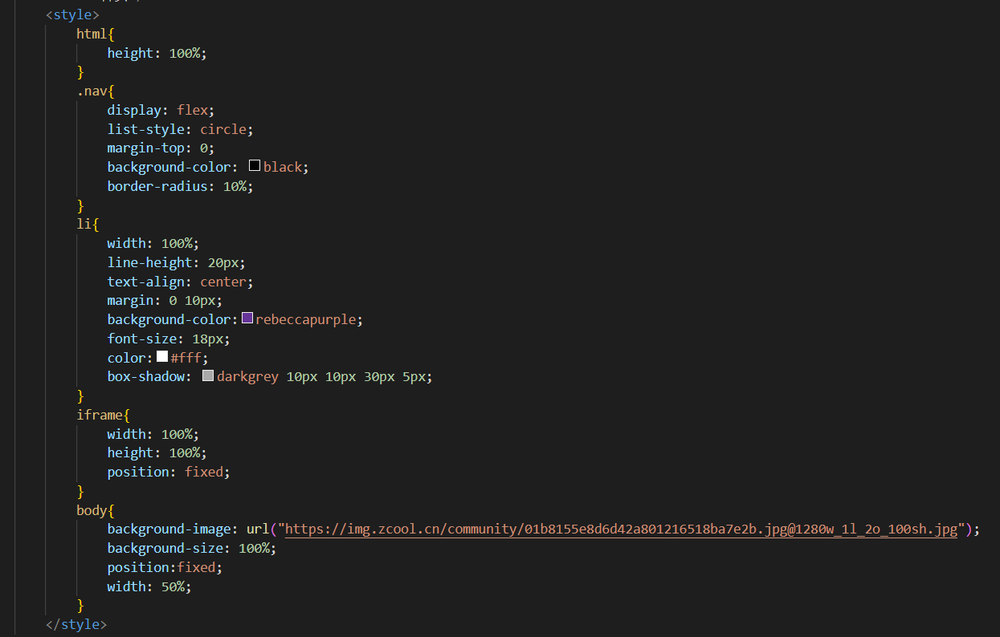 <style>
html{
height: 100%;
}
.nav{
display: flex;
list-style: circle;
margin-top: 0;
background-color: black;
border-radius: 10%;
}
li{
width: 100%;
line-height: 20px;
text-align: center;
margin: 0 10px;
background-color:rebeccapurple;
font-size: 18px;
color:#fff;
box-shadow: darkgrey 10px 10px 30px 5px;
}
iframe{
width: 100%;
height: 100%;
position: fixed;
}
body{
background-image: url("https://img.zcool.cn/community/01b8155e8d6d42a801216518ba7e2b.jpg@1280w_1l_2o_100sh.jpg");
background-size: 100%;
position:fixed;
width: 50%;
}
</style>